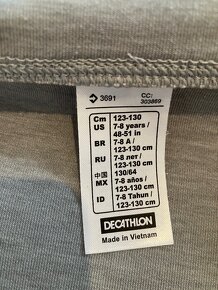 3691 CC:
303869
Cm 123-130
US 7-8 years /
48-51 in
BR 7-8 A /
123-130 cm
RU 7-8 лет /
123-130 cm
中国 130/64
MX 7-8 años /
123-130 cm
ID 7-8 Tahun /
123-130 cm
DECATHLON
Made in Vietnam